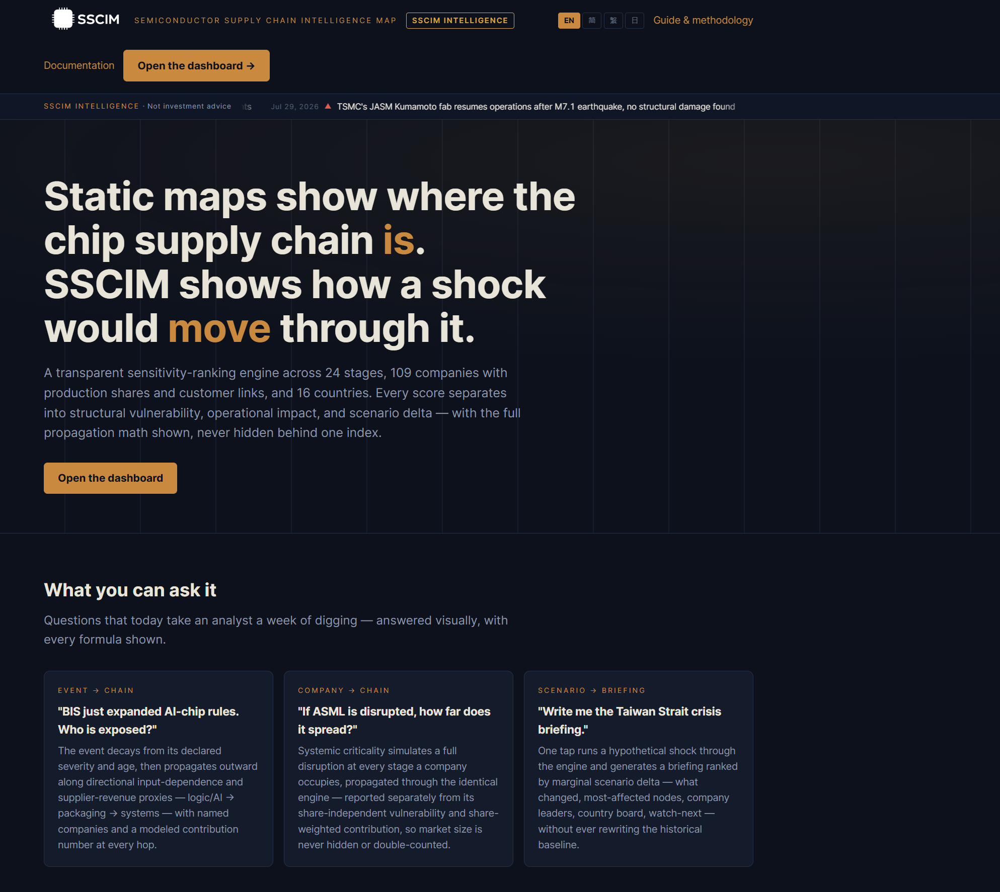 SSCIM
SEMICONDUCTOR SUPPLY CHAIN INTELLIGENCE MAP
SSCIM INTELLIGENCE
EN 简 繁 日 Guide & methodology
Documentation
Open the dashboard →
SSCIM INTELLIGENCE · Not investment advice
Jul 29, 2026 ▲ TSMC's JASM Kumamoto fab resumes operations after M7.1 earthquake, no structural damage found
Static maps show where the
chip supply chain is.
SSCIM shows how a shock
would move through it.
A transparent sensitivity-ranking engine across 24 stages, 109 companies with
production shares and customer links, and 16 countries. Every score separates
into structural vulnerability, operational impact, and scenario delta — with the full
propagation math shown, never hidden behind one index.
Open the dashboard
What you can ask it
Questions that today take an analyst a week of digging — answered visually, with
every formula shown.
EVENT → CHAIN
"BIS just expanded AI-chip rules.
Who is exposed?"
The event decays from its declared
severity and age, then propagates outward
along directional input-dependence and
supplier-revenue proxies — logic/AI →
packaging → systems — with named
companies and a modeled contribution
number at every hop.
COMPANY → CHAIN
"If ASML is disrupted, how far does
it spread?"
Systemic criticality simulates a full
disruption at every stage a company
occupies, propagated through the identical
engine — reported separately from its
share-independent vulnerability and share-
weighted contribution, so market size is
never hidden or double-counted.
SCENARIO → BRIEFING
"Write me the Taiwan Strait crisis
briefing."
One tap runs a hypothetical shock through
the engine and generates a briefing ranked
by marginal scenario delta — what
changed, most-affected nodes, company
leaders, country board, watch-next —
without ever rewriting the historical
baseline.